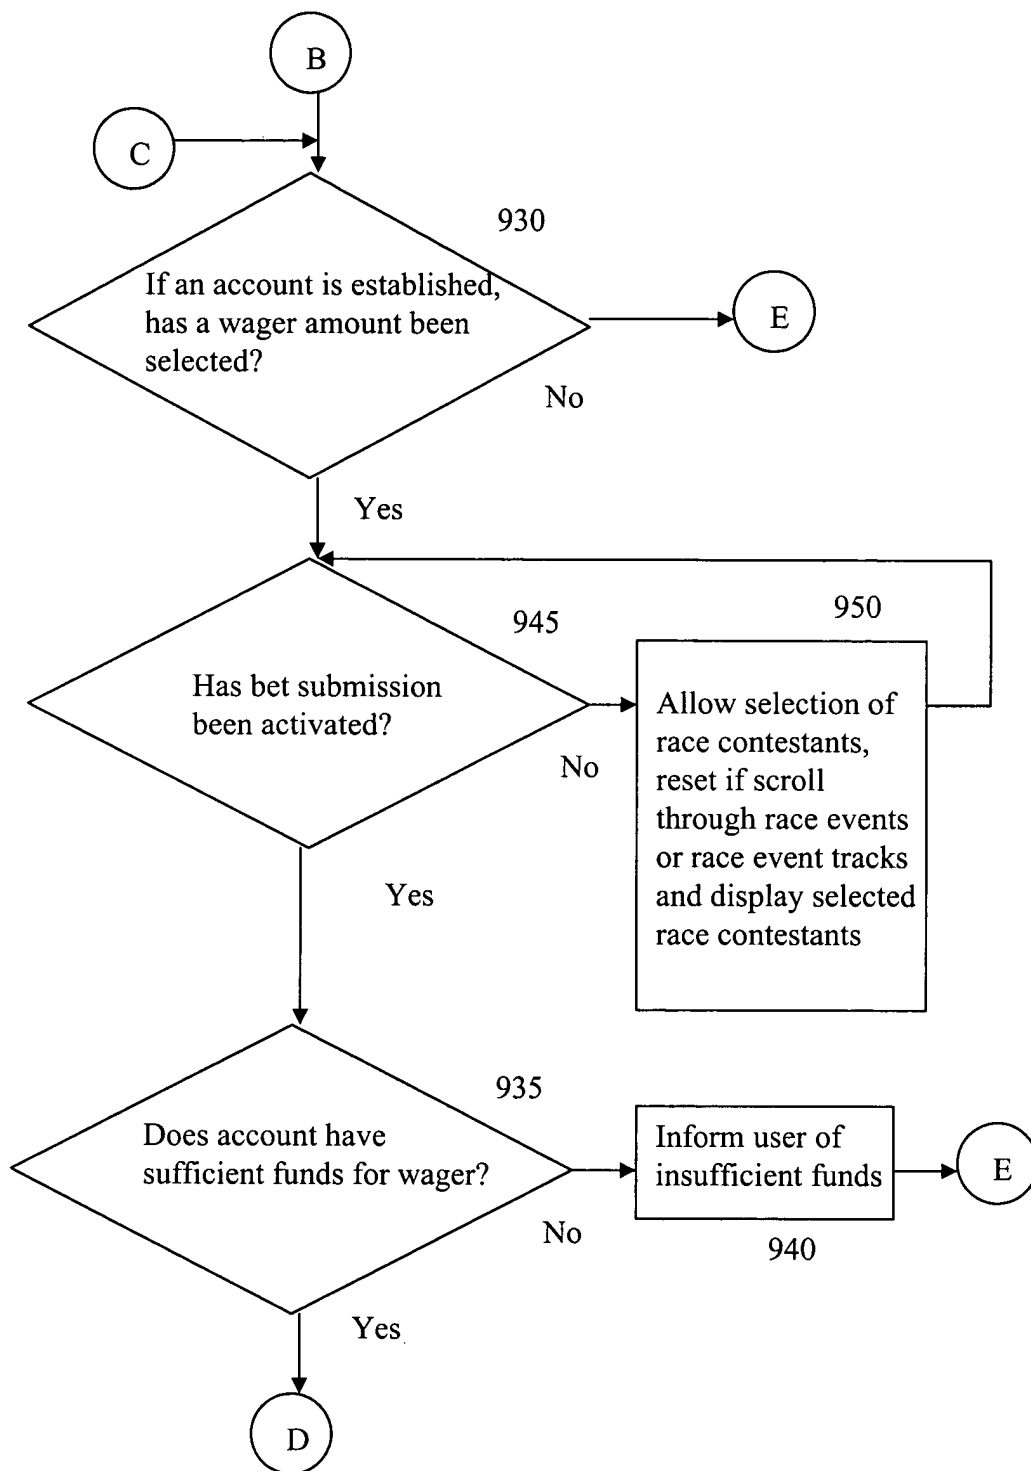 B
C
930
If an account is established,
has a wager amount been
selected?
E
No
Yes
945
950
Has bet submission
been activated?
No
Allow selection of
race contestants,
reset if scroll
through race events
or race event tracks
and display selected
race contestants
Yes
935
Does account have
sufficient funds for wager?
No
Inform user of
insufficient funds
E
940
Yes
D